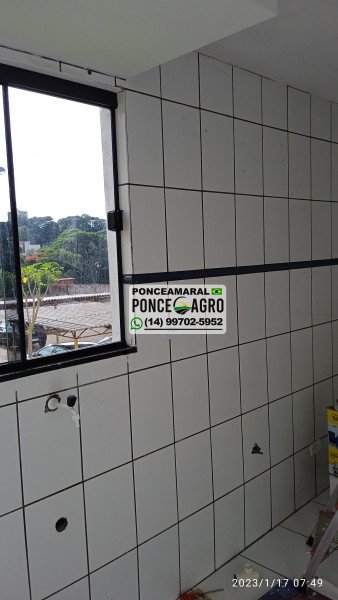 PONCEAMARAL
PONCE AGRO
(14) 99702-5952
2023/1/17 07:49